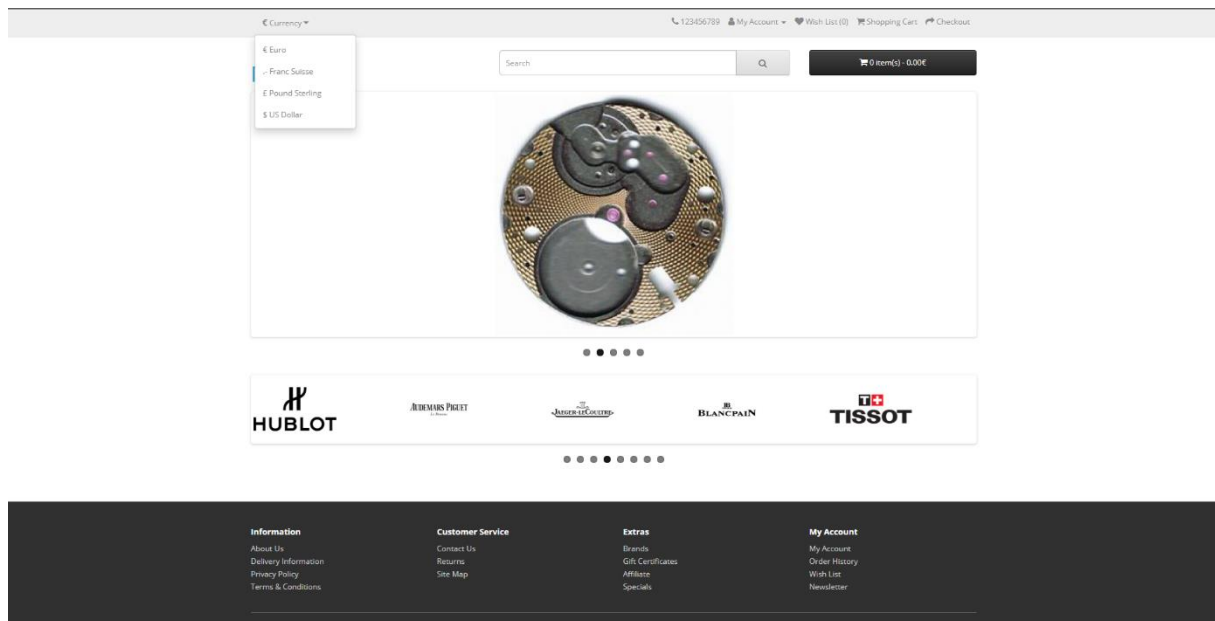 € Currency
123456789 My Account Wish List (0) Shopping Cart Checkout
€ Euro
.- Franc Suisse
£ Pound Sterling
$ US Dollar
Search
0 item(s) - 0.00€
HUBLOT
AUDEMARS PIGUET
JAEGER-LECOULTRE
JB
BLANCPAIN
T+
TISSOT
Information
About Us
Delivery Information
Privacy Policy
Terms & Conditions
Customer Service
Contact Us
Returns
Site Map
Extras
Brands
Gift Certificates
Affiliate
Specials
My Account
My Account
Order History
Wish List
Newsletter